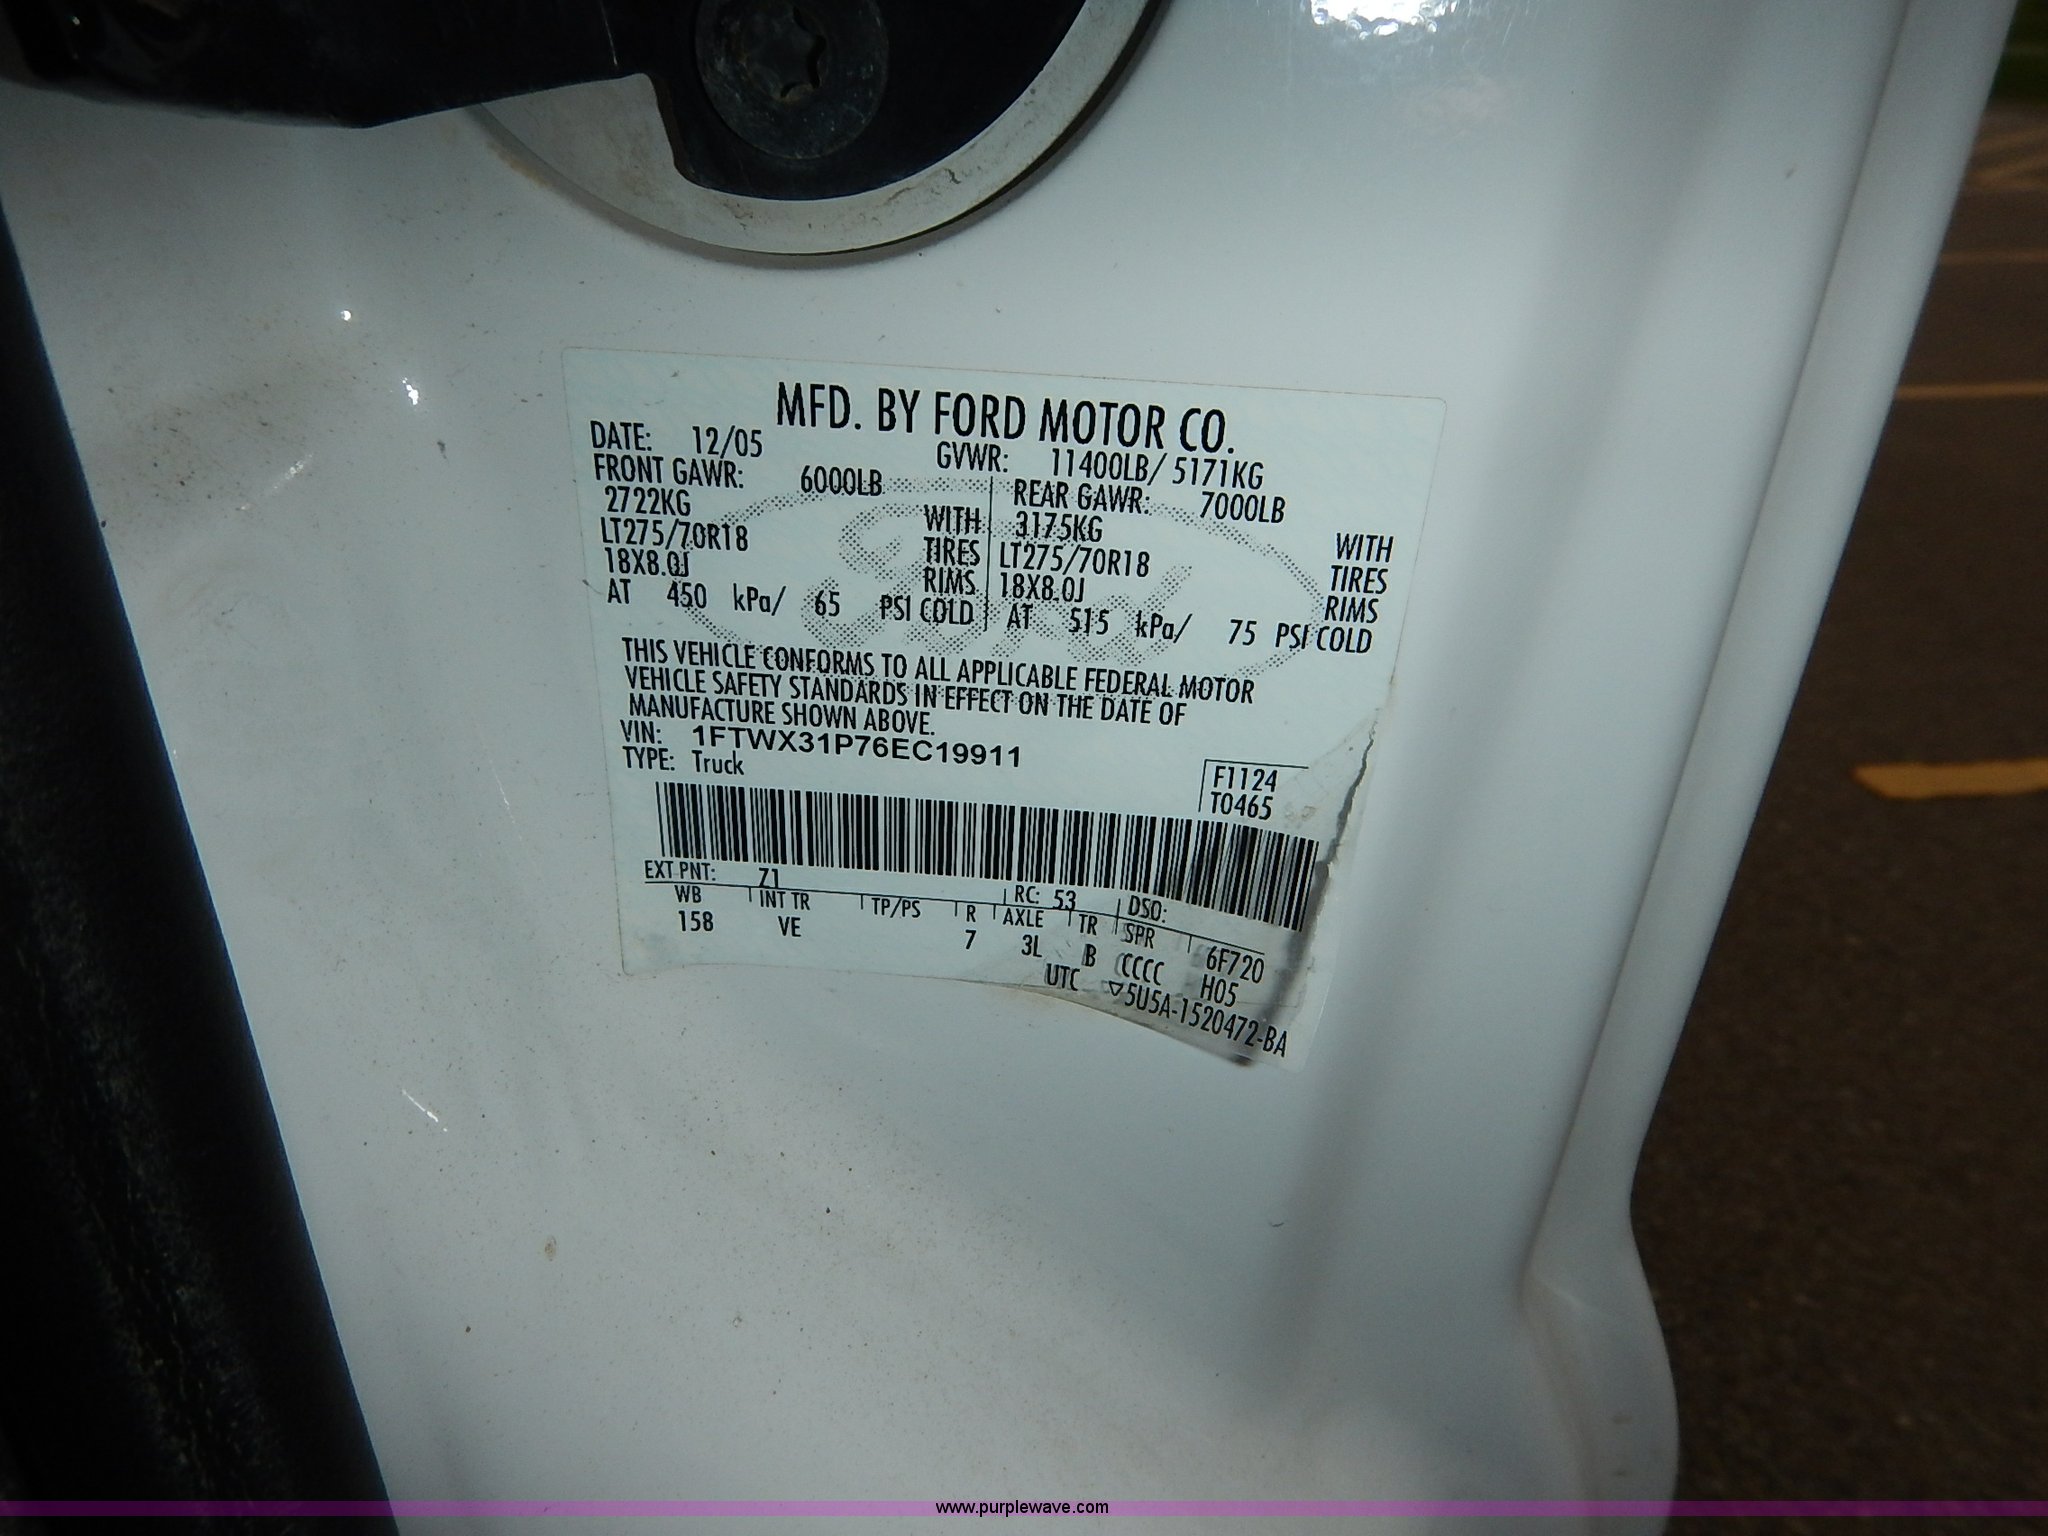 MFD. BY FORD MOTOR CO.
DATE: 12/05 GVWR: 11400LB/ 5171KG
FRONT GAWR: 6000LB REAR GAWR: 7000LB
2722KG WITH 3175KG WITH
LT275/70R18 TIRES LT275/70R18 TIRES
18X8.0J RIMS 18X8.0J RIMS
AT 450 kPa/ 65 PSI COLD AT 515 kPa/ 75 PSI COLD
THIS VEHICLE CONFORMS TO ALL APPLICABLE FEDERAL MOTOR
VEHICLE SAFETY STANDARDS IN EFFECT ON THE DATE OF
MANUFACTURE SHOWN ABOVE.
VIN: 1FTWX31P76EC19911
TYPE: Truck
F1124
T0465
EXT PNT: Z1 RC: 53 DSO:
WB INT TR TP/PS R AXLE TR SPR 6F720
158 VE 7 3L B CCCC H05
UTC ▽5U5A-1520472-BA
Ford
www.purplewave.com